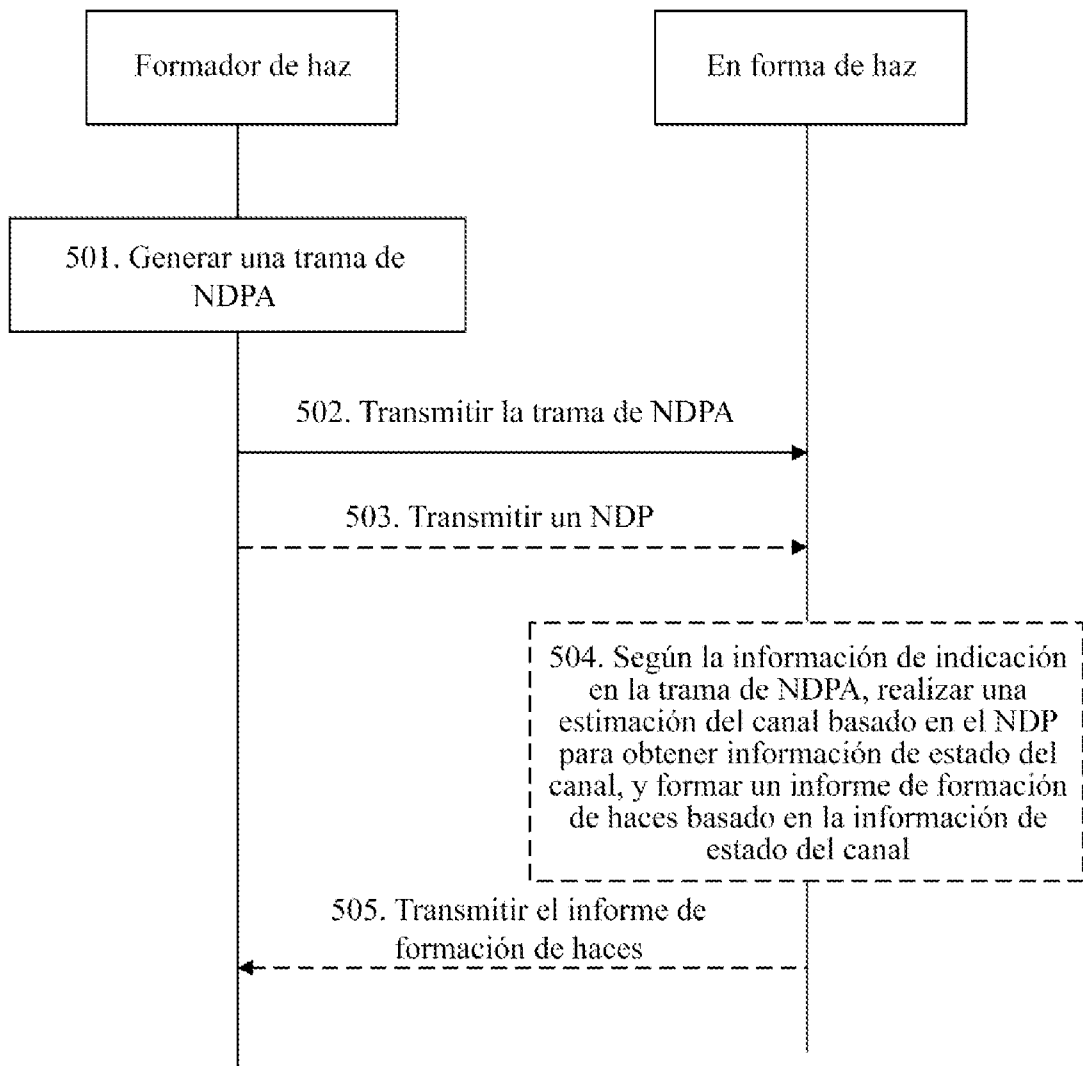 Formador de haz
En forma de haz
501. Generar una trama de
NDPA
502. Transmitir la trama de NDPA
503. Transmitir un NDP
504. Según la información de indicación
en la trama de NDPA, realizar una
estimación del canal basado en el NDP
para obtener información de estado del
canal, y formar un informe de formación
de haces basado en la información de
estado del canal
505. Transmitir el informe de
formación de haces